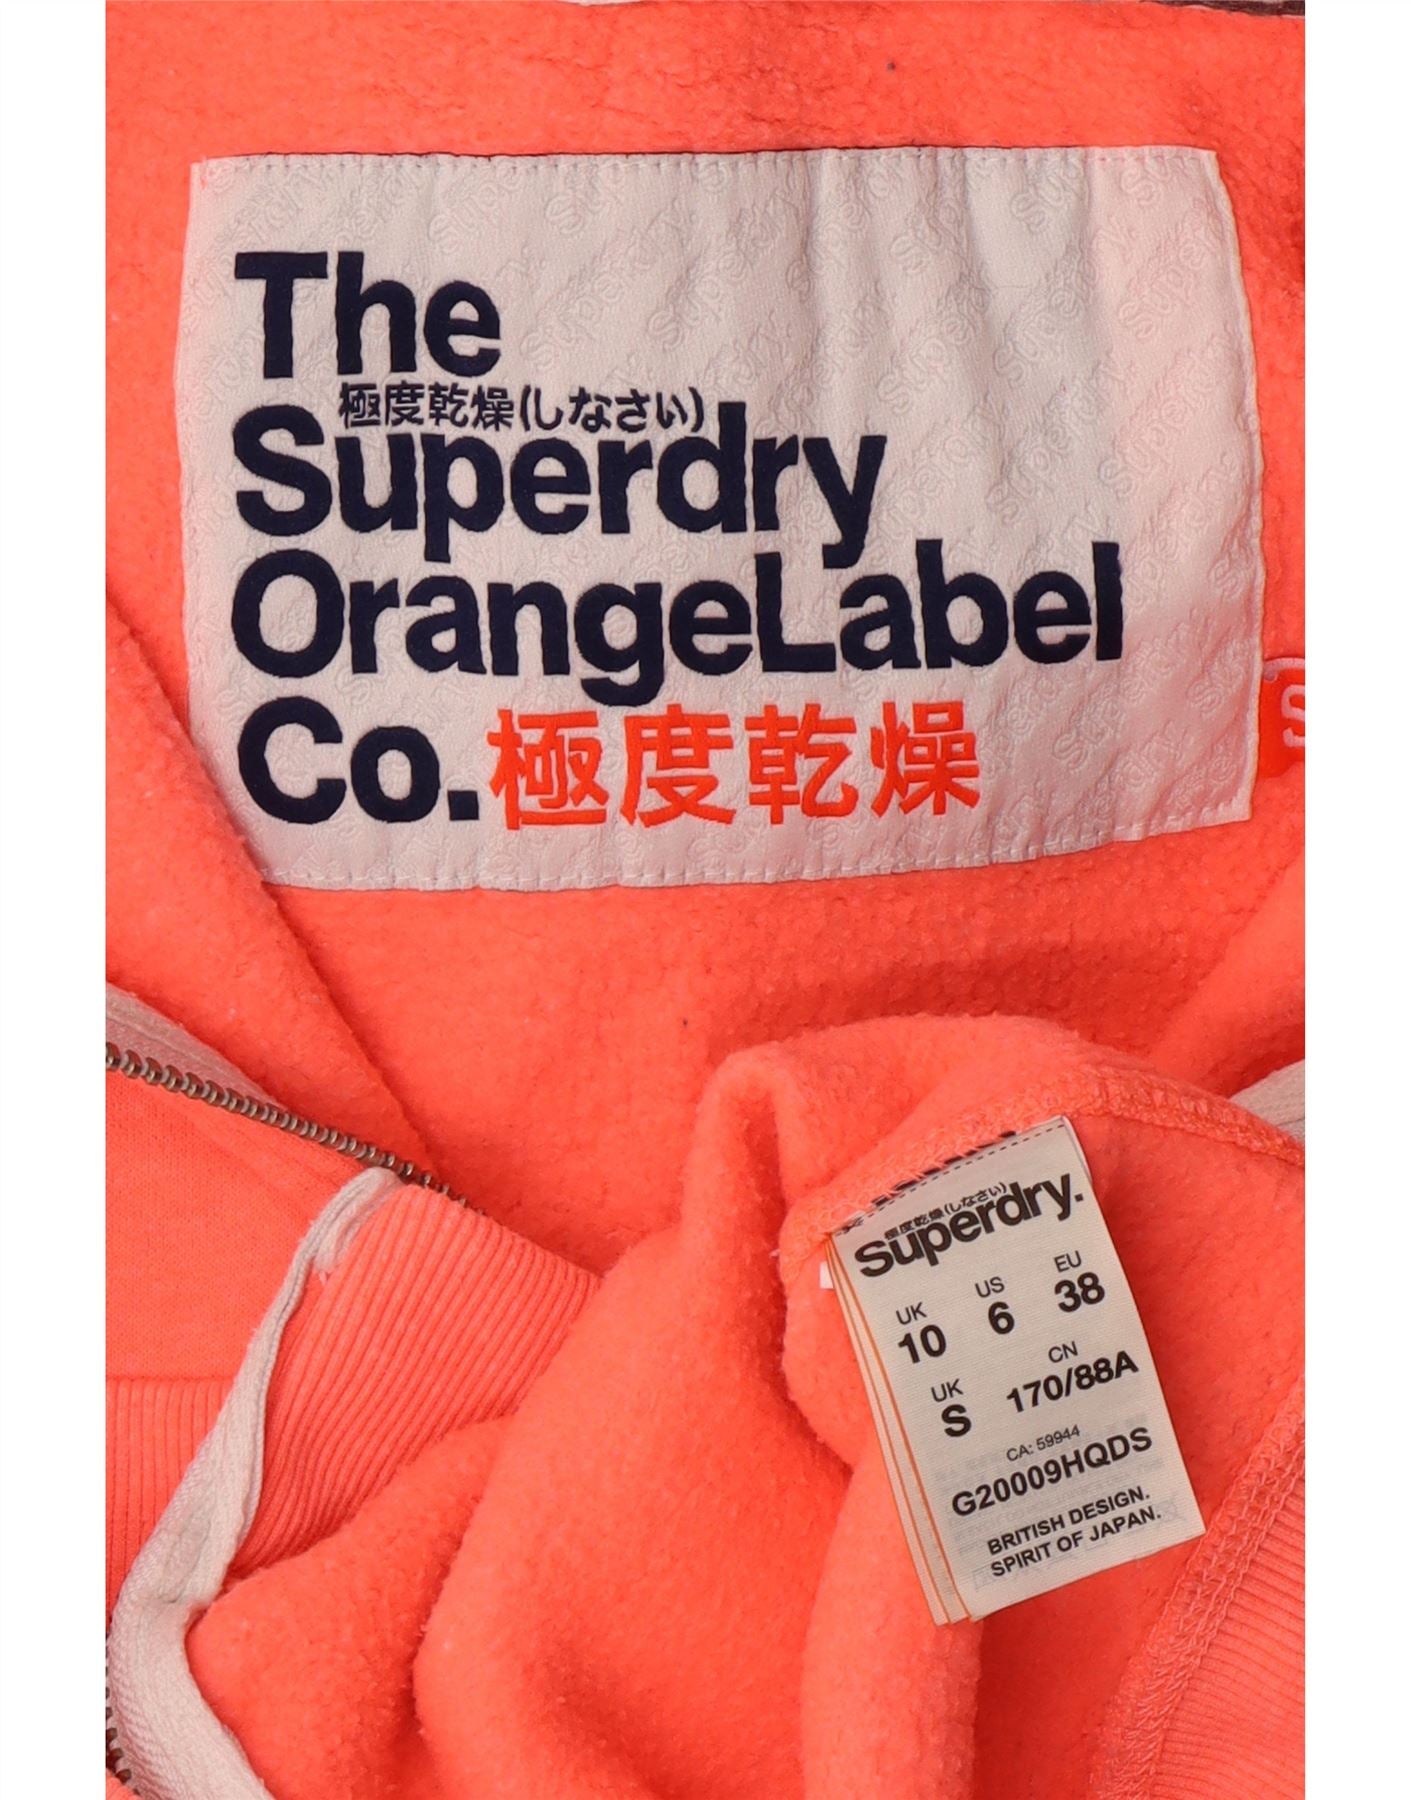 The
極度乾燥(しなさい)
Superdry
OrangeLabel
Co.極度乾燥
S
極度乾燥(しなさい)
Superdry.
UK US EU
10 6 38
UK CN
S 170/88A
CA: 59944
G20009HQDS
BRITISH DESIGN.
SPIRIT OF JAPAN.